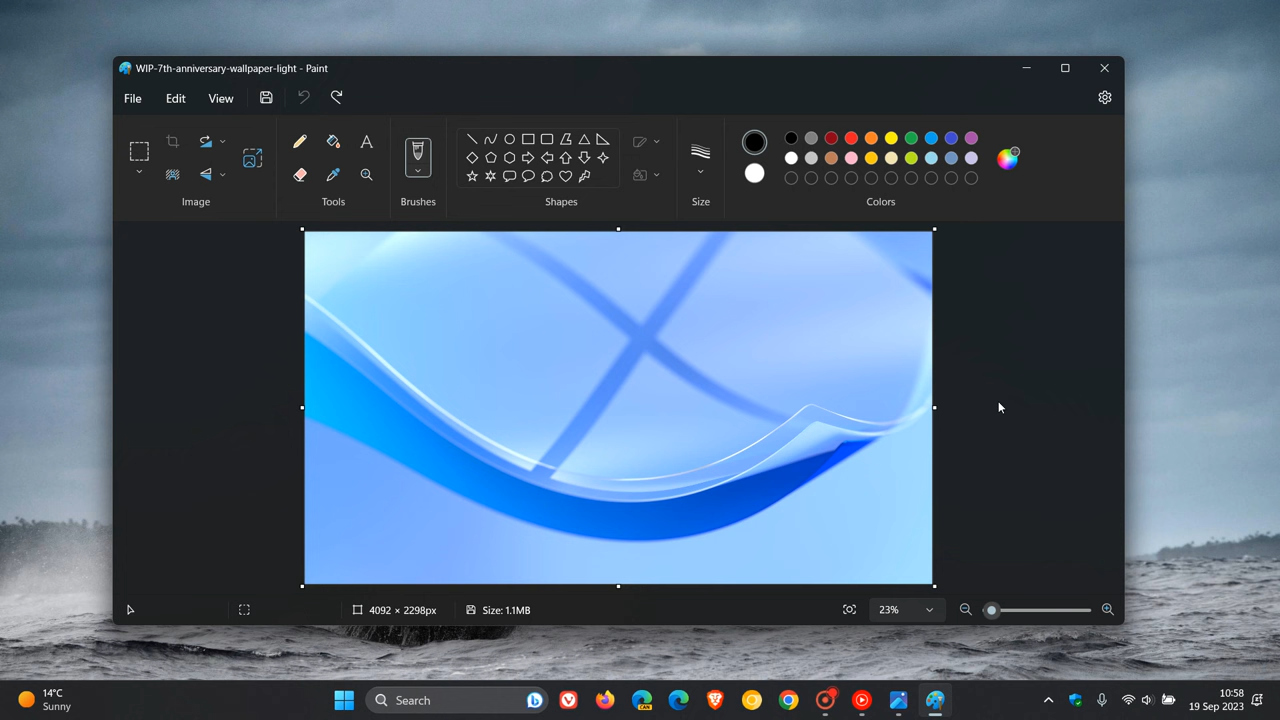 WIP-7th-anniversary-wallpaper-light - Paint
File Edit View
Image
Tools
Brushes
Shapes
Size
Colors
4092 × 2298px
Size: 1.1MB
23%
14°C
Sunny
Search
CAN
10:58
19 Sep 2023